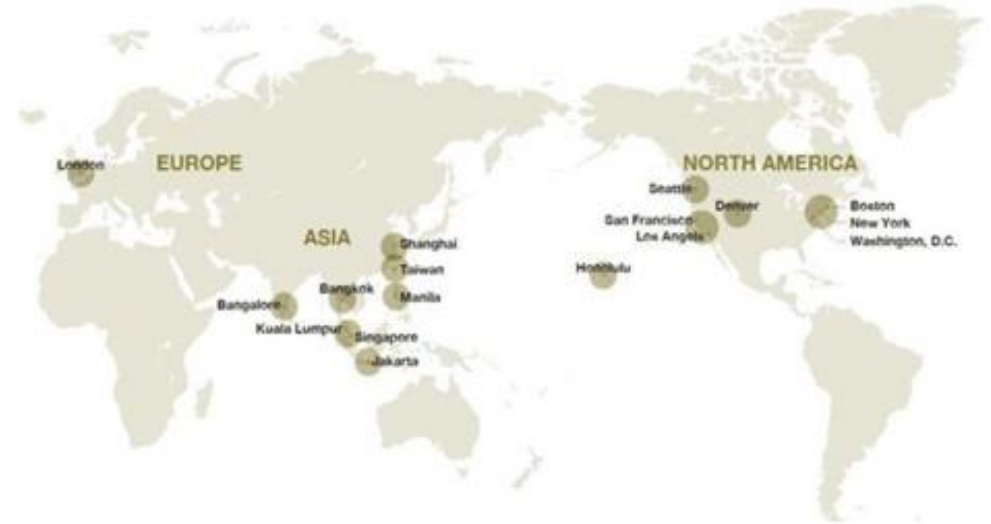 London
EUROPE
ASIA
Shanghai
Taiwan
Bangkok
Manila
Bangalore
Kuala Lumpur
Singapore
Jakarta
NORTH AMERICA
Seattle
Denver
San Francisco
Los Angels
Honolulu
Boston
New York
Washington, D.C.